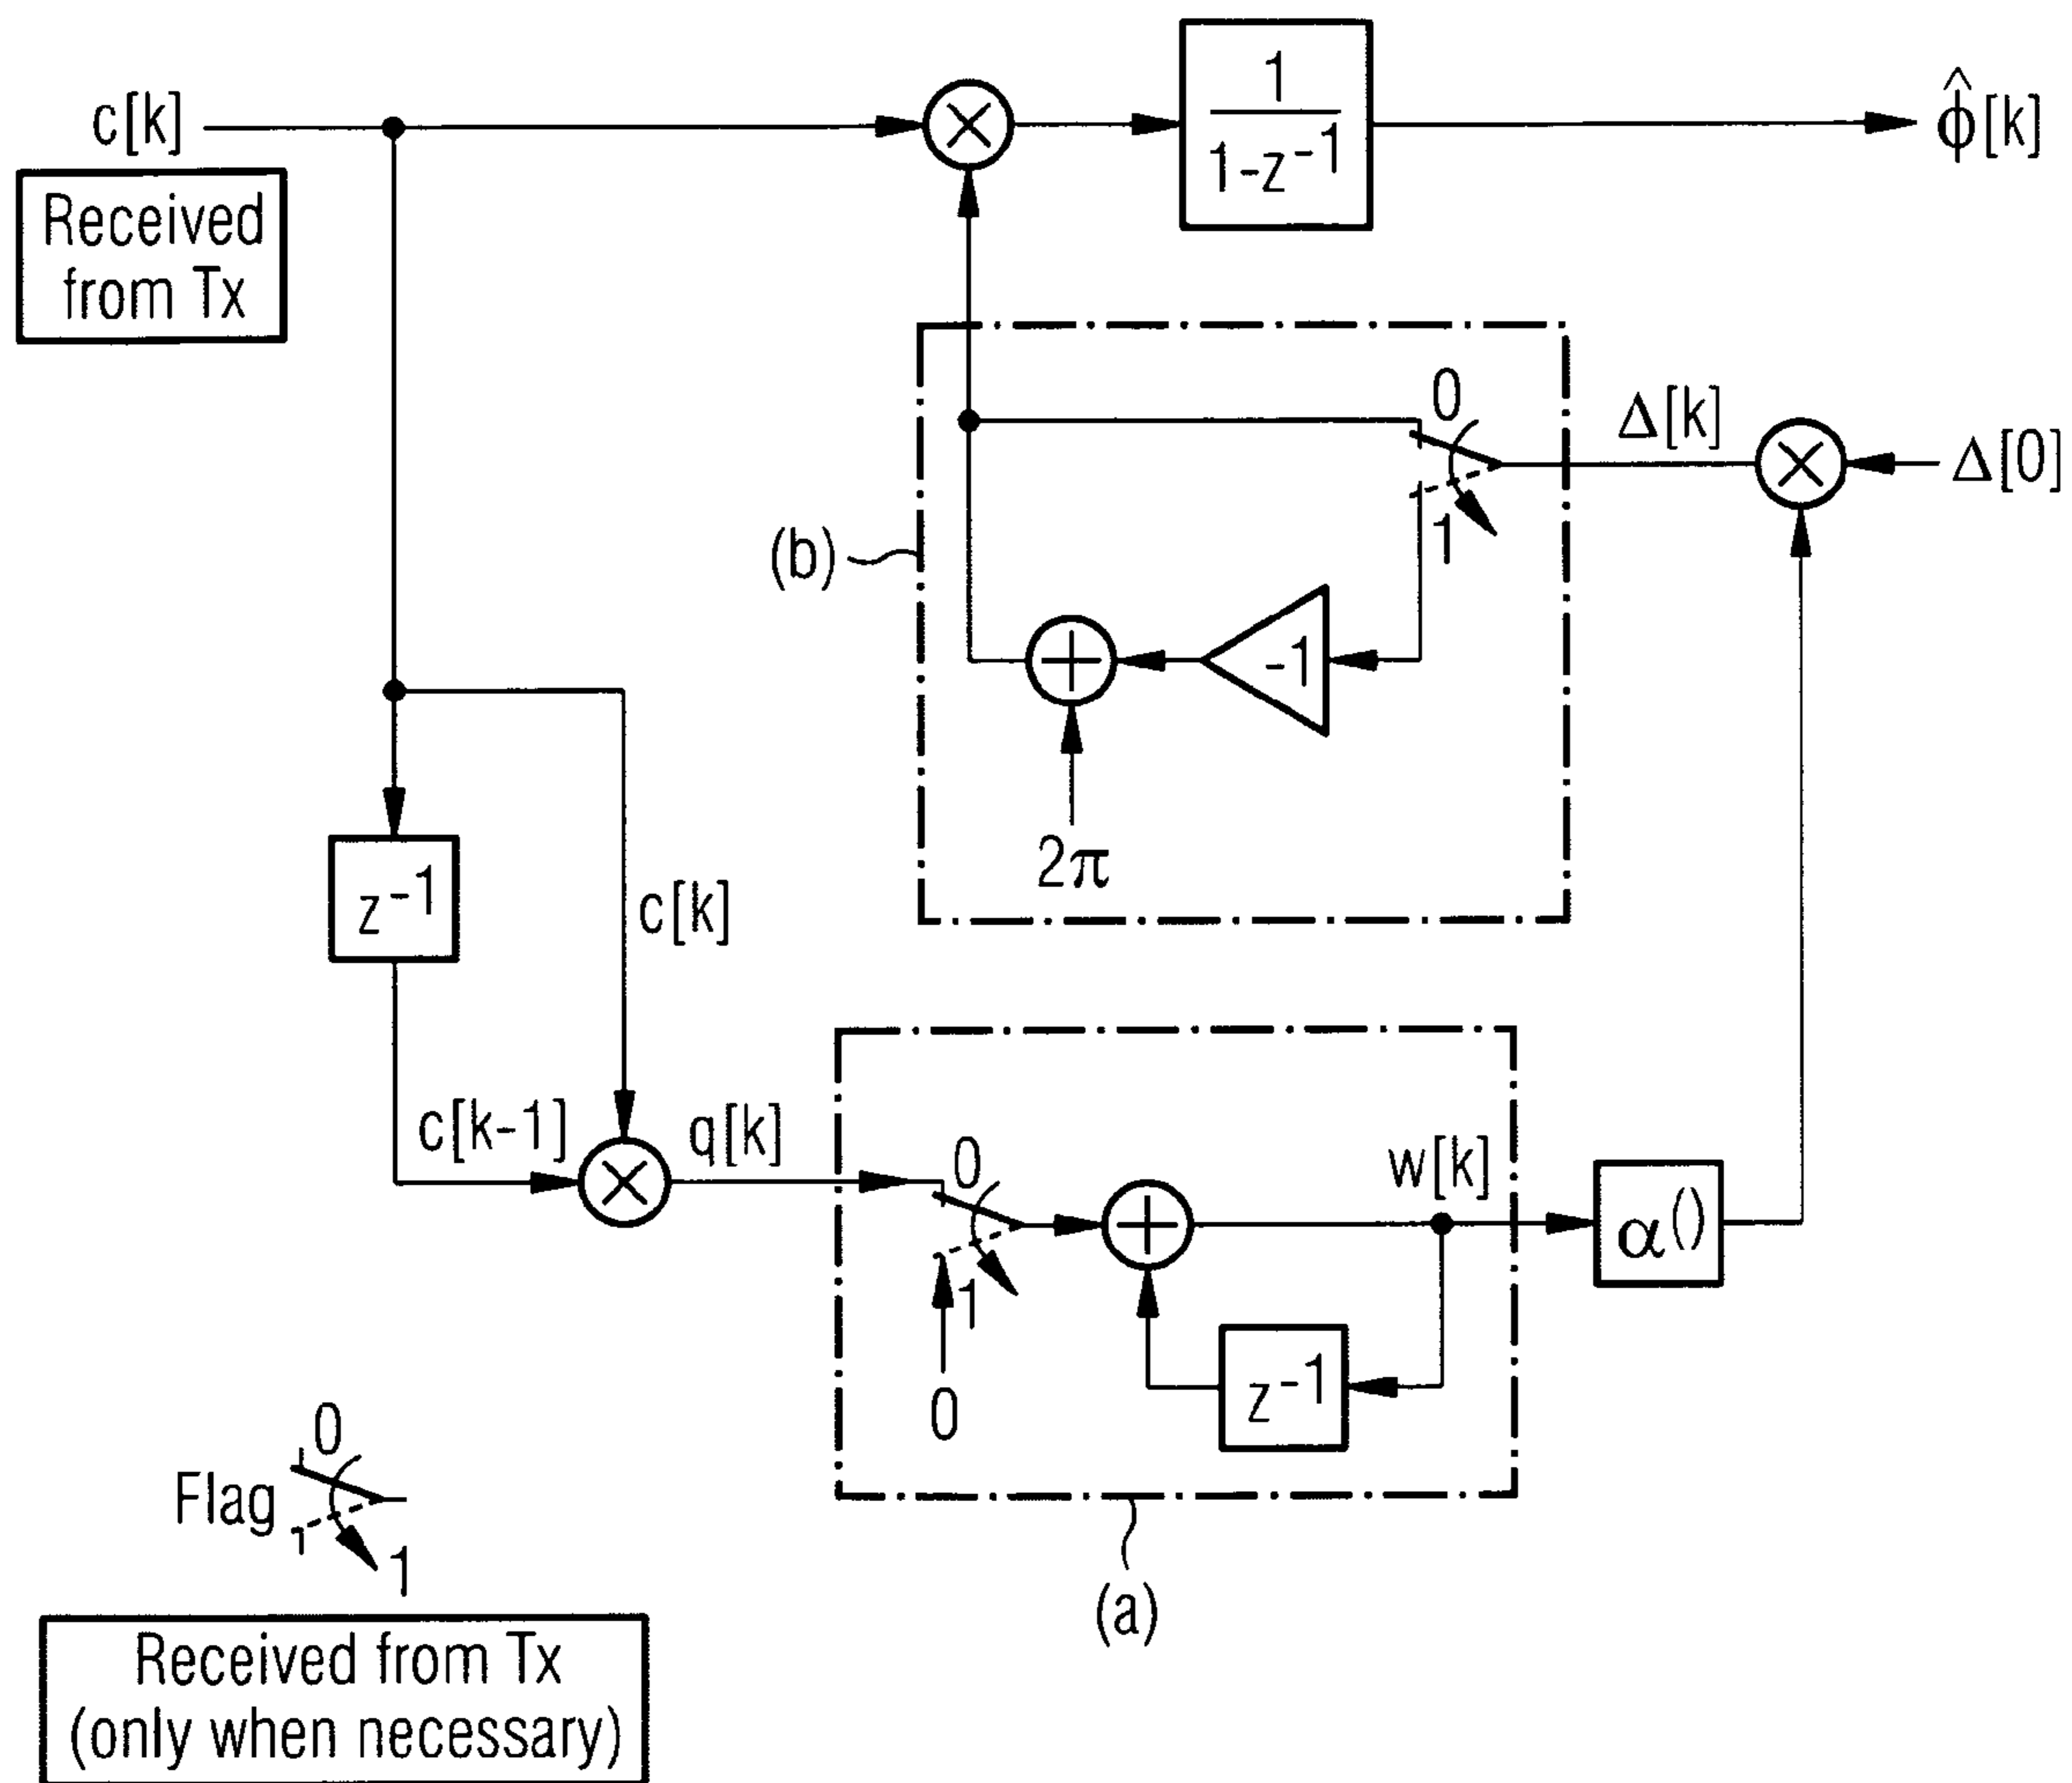 c[k]
Received
from Tx
1
1-z⁻¹
ϕ̂[k]
0
Δ[k]
Δ[0]
1
(b)
-1
2π
z⁻¹
c[k]
c[k-1]
q[k]
0
w[k]
α()
1
0
z⁻¹
(a)
Flag
0
1
Received from Tx
(only when necessary)